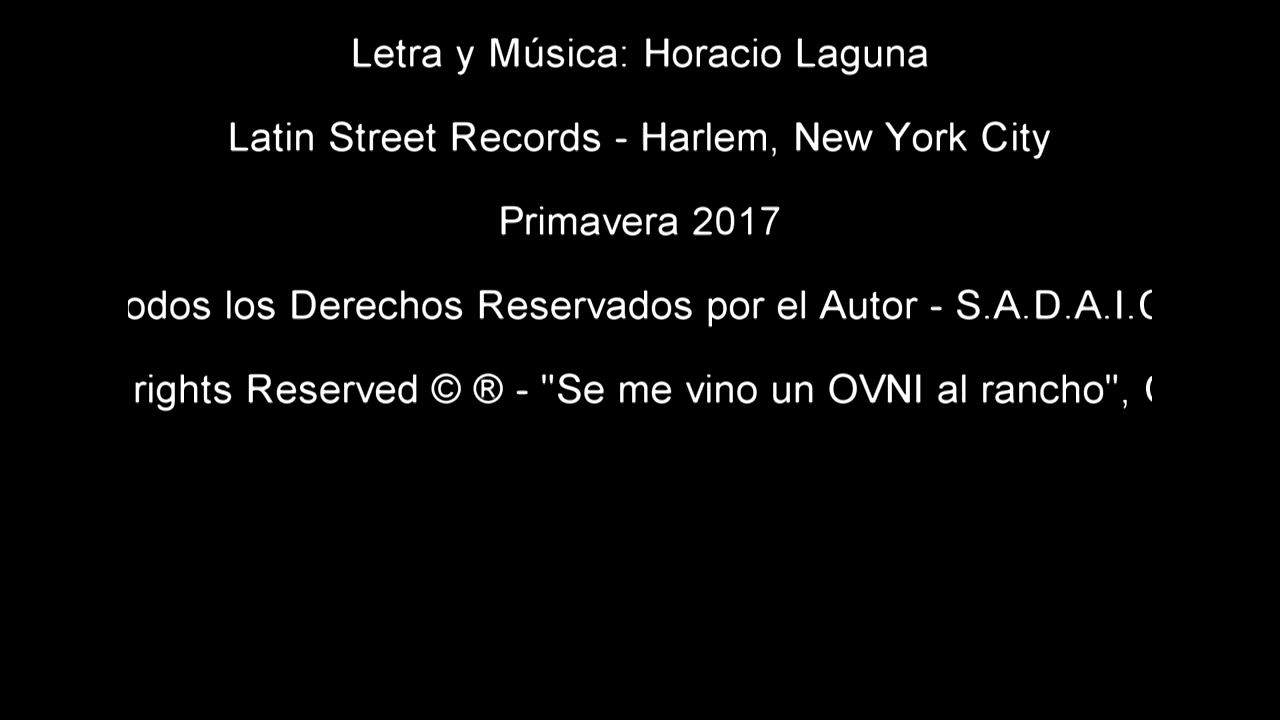 Letra y Música: Horacio Laguna
Latin Street Records - Harlem, New York City
Primavera 2017
odos los Derechos Reservados por el Autor - S.A.D.A.I.C
rights Reserved © ® - "Se me vino un OVNI al rancho",